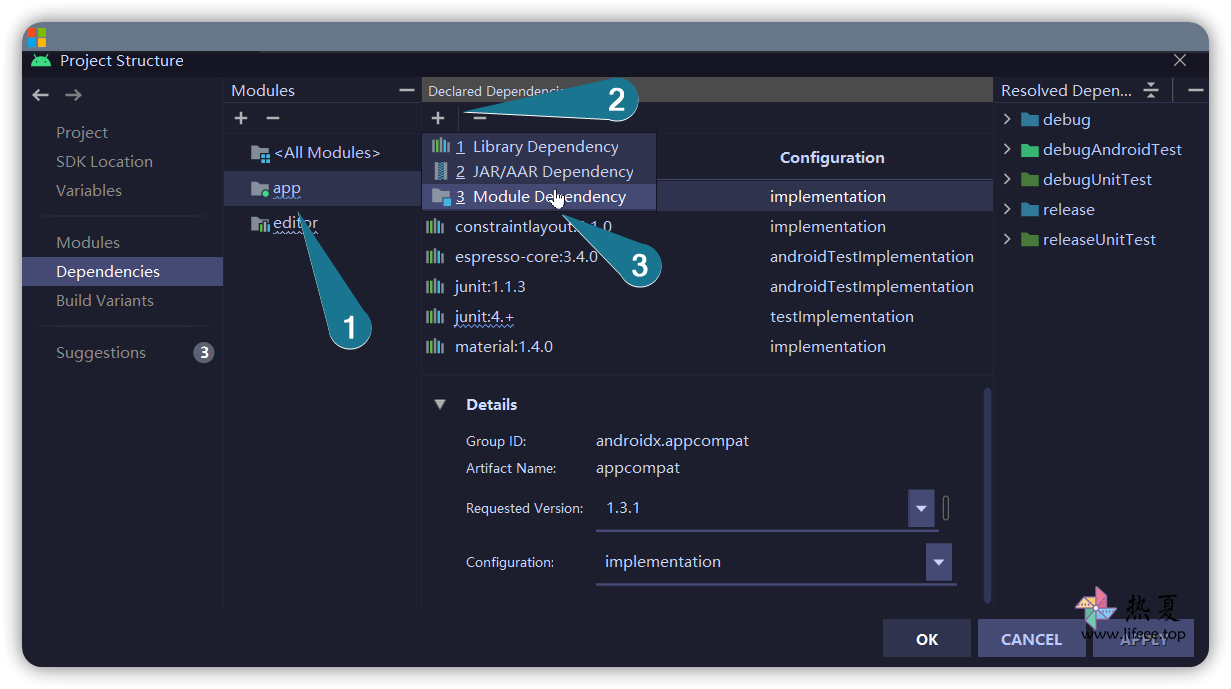 Project Structure
Project
SDK Location
Variables
Modules
Dependencies
Build Variants
Suggestions 3
Modules
<All Modules>
app
editor
1
Declared Dependencies
2
1 Library Dependency
2 JAR/AAR Dependency
3 Module Dependency
3
Configuration
implementation
constraintlayout:2.1.0 implementation
espresso-core:3.4.0 androidTestImplementation
junit:1.1.3 androidTestImplementation
junit:4.+ testImplementation
material:1.4.0 implementation
Details
Group ID: androidx.appcompat
Artifact Name: appcompat
Requested Version: 1.3.1
Configuration: implementation
Resolved Depen...
debug
debugAndroidTest
debugUnitTest
release
releaseUnitTest
OK CANCEL APPLY
热夏
www.lifeee.top